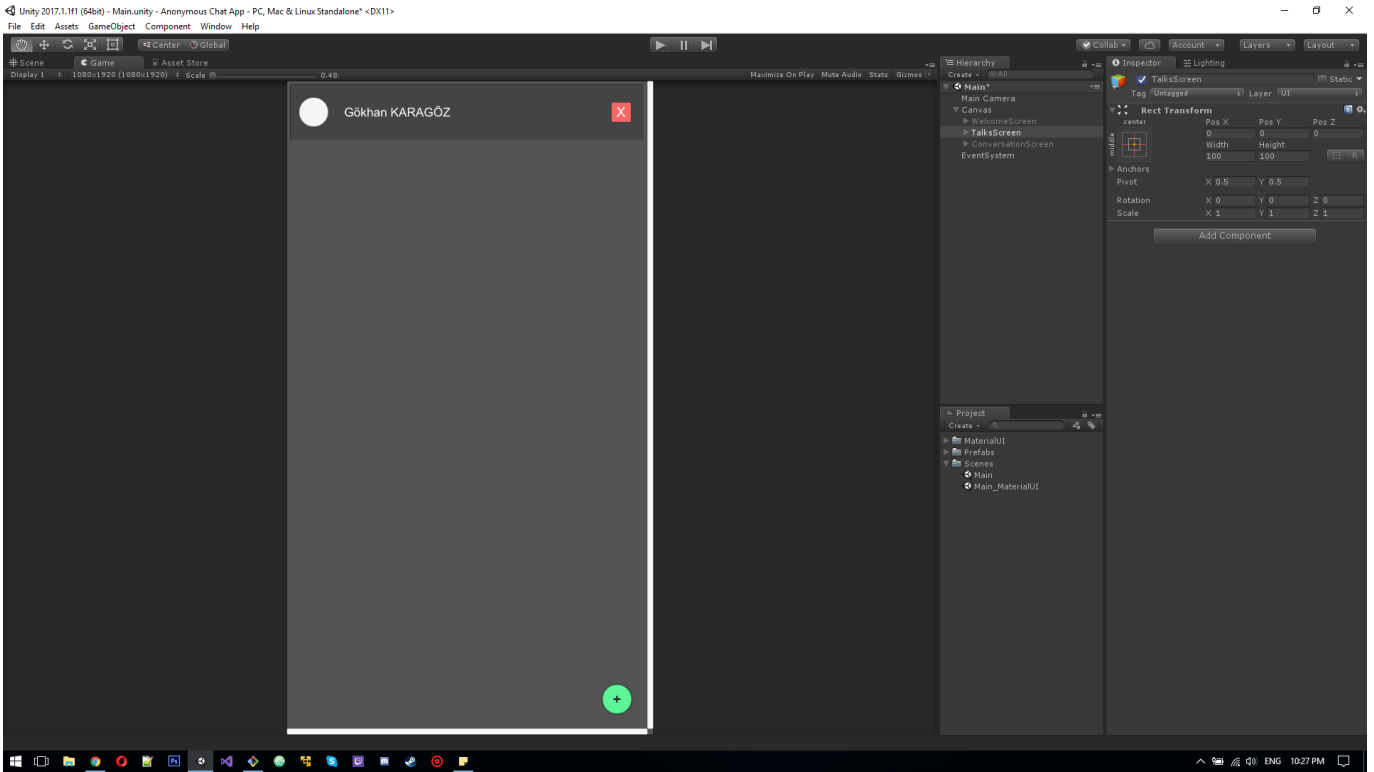 Unity 2017.1.1f1 (64bit) - Main.unity - Anonymous Chat App - PC, Mac & Linux Standalone* <DX11>
File Edit Assets GameObject Component Window Help
Center Global
Collab Account Layers Layout
Scene Game Asset Store
Display 1 1080x1920 (1080x1920) Scale 0.48: Maximize On Play Mute Audio Stats Gizmos
Gökhan KARAGÖZ X
+
Hierarchy
Create All
Main*
Main Camera
Canvas
WelcomeScreen
TalksScreen
ConversationScreen
EventSystem
Project
Create
MaterialUI
Prefabs
Scenes
Main
Main_MaterialUI
Inspector Lighting
TalksScreen Static
Tag Untagged Layer UI
Rect Transform
center Pos X Pos Y Pos Z
middle 0 0 0
Width Height
100 100 R
Anchors
Pivot X 0.5 Y 0.5
Rotation X 0 Y 0 Z 0
Scale X 1 Y 1 Z 1
Add Component
Ps
ENG 10:27 PM